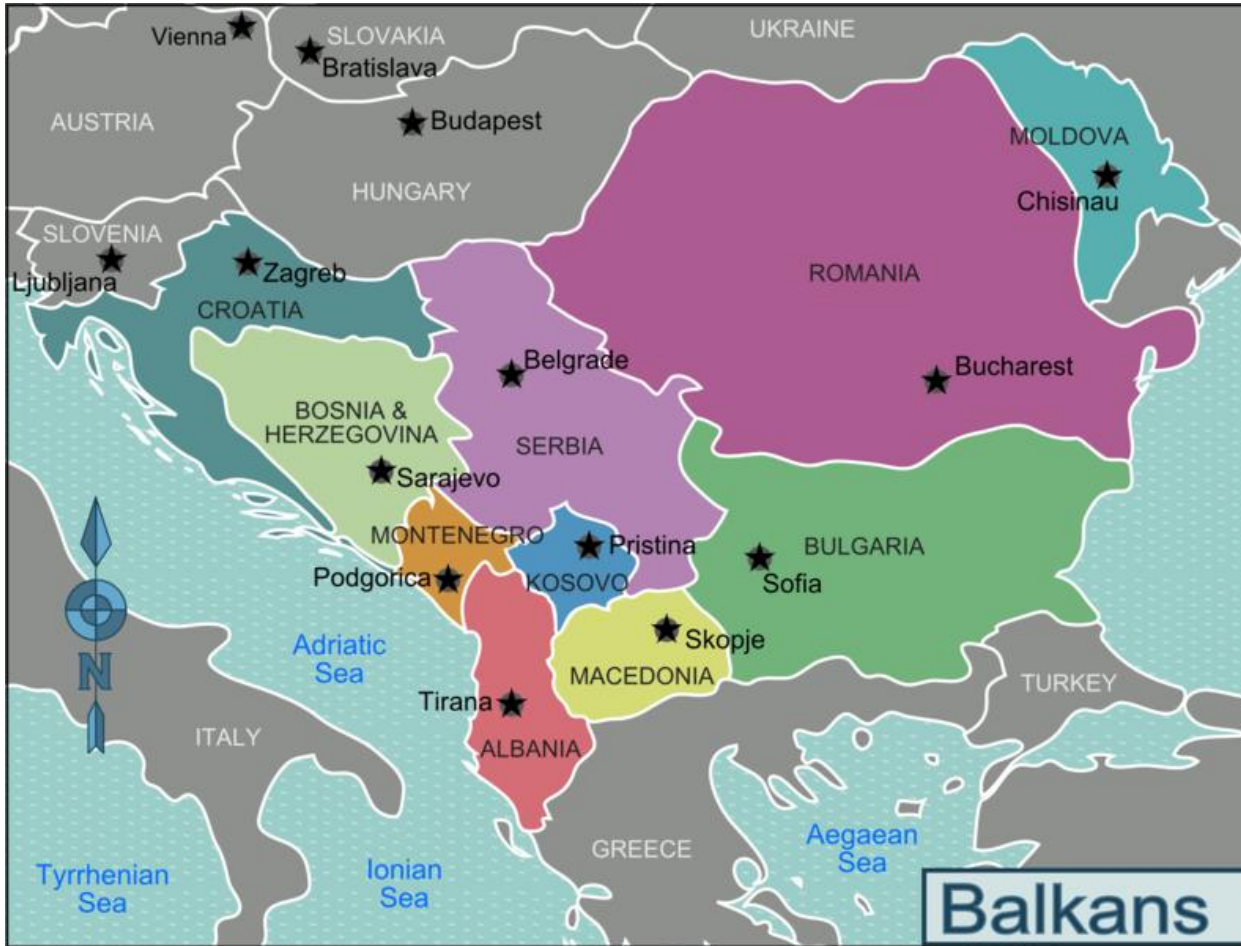 UKRAINE
Vienna
SLOVAKIA
Bratislava
AUSTRIA
Budapest
MOLDOVA
HUNGARY
Chisinau
SLOVENIA
Ljubljana
Zagreb
ROMANIA
CROATIA
Belgrade
Bucharest
BOSNIA &
HERZEGOVINA
SERBIA
Sarajevo
MONTENEGRO
Pristina
BULGARIA
Podgorica
KOSOVO
Sofia
Adriatic
Sea
Skopje
N
MACEDONIA
TURKEY
Tirana
ITALY
ALBANIA
GREECE
Aegaean
Sea
Tyrrhenian
Sea
Ionian
Sea
Balkans